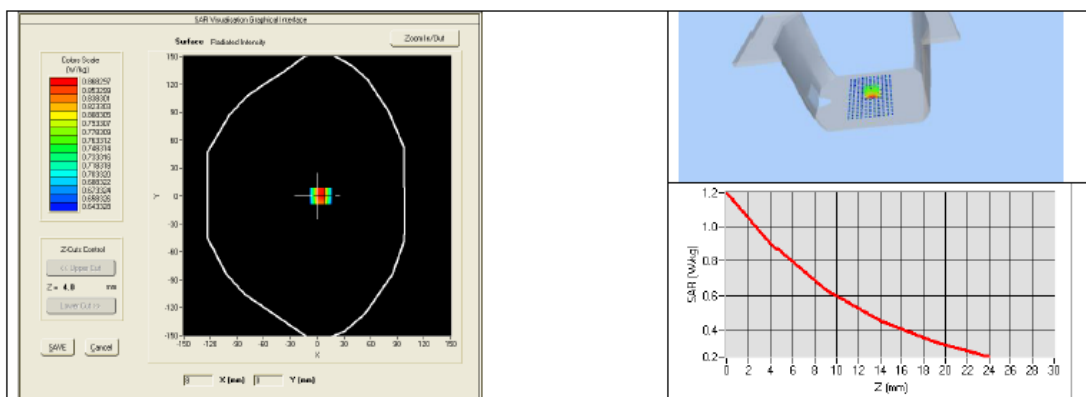 SAR Visualisation Graphical Interface
Surface Radiated Intensity
Zoom In/Out
Colors Scale
(W/kg)
0.868257
0.853259
0.838301
0.823303
0.808305
0.793307
0.778309
0.763312
0.748314
0.733316
0.718318
0.703320
0.688322
0.673324
0.658326
0.643328
150
120
90
60
30
0
-30
-60
-90
-120
-150
Y
-150 -120 -90 -60 -30 0 30 60 90 120 150
X
Z-Cuts Control
<< Upper Cut
Z = 4.0 mm
Lower Cut >>
SAVE Cancel
X (mm) Y (mm)
1.2
1.0
0.8
0.6
0.4
0.2
SAR (W/kg)
0 2 4 6 8 10 12 14 16 18 20 22 24 26 28 30
Z (mm)